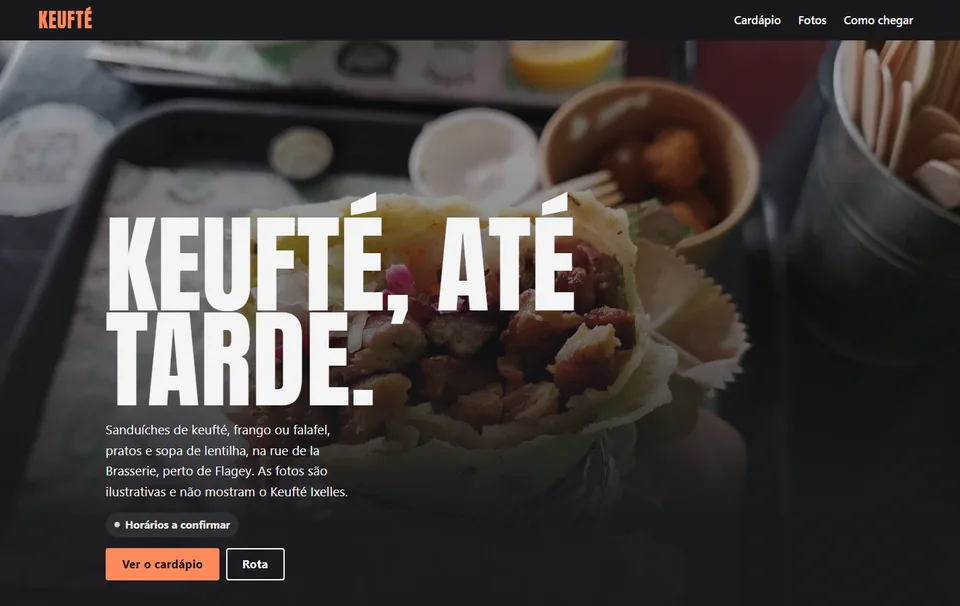 KEUFTÉ
Cardápio Fotos Como chegar
KEUFTÉ, ATÉ
TARDE.
Sanduíches de keufté, frango ou falafel,
pratos e sopa de lentilha, na rue de la
Brasserie, perto de Flagey. As fotos são
ilustrativas e não mostram o Keufté Ixelles.
Horários a confirmar
Ver o cardápio Rota